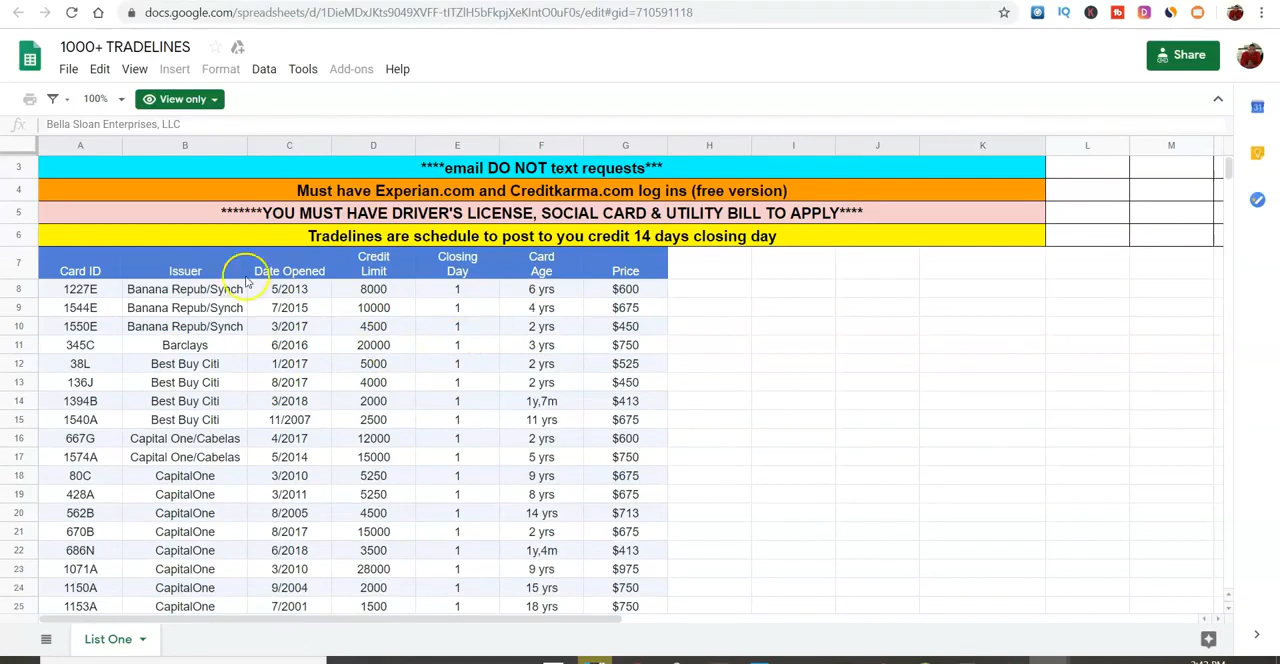 docs.google.com/spreadsheets/d/1DieMDxJKts9049XVFF-tITZlH5bFkpjXeKIntO0uF0s/edit#gid=710591118
1000+ TRADELINES
File Edit View Insert Format Data Tools Add-ons Help
Share
100% View only
fx Bella Sloan Enterprises, LLC
A B C D E F G H I J K L M
3 ****email DO NOT text requests***
4 Must have Experian.com and Creditkarma.com log ins (free version)
5 *******YOU MUST HAVE DRIVER'S LICENSE, SOCIAL CARD & UTILITY BILL TO APPLY****
6 Tradelines are schedule to post to you credit 14 days closing day
7 Card ID Issuer Date Opened Credit Limit Closing Day Card Age Price
8 1227E Banana Repub/Synch 5/2013 8000 1 6 yrs $600
9 1544E Banana Repub/Synch 7/2015 10000 1 4 yrs $675
10 1550E Banana Repub/Synch 3/2017 4500 1 2 yrs $450
11 345C Barclays 6/2016 20000 1 3 yrs $750
12 38L Best Buy Citi 1/2017 5000 1 2 yrs $525
13 136J Best Buy Citi 8/2017 4000 1 2 yrs $450
14 1394B Best Buy Citi 3/2018 2000 1 1y,7m $413
15 1540A Best Buy Citi 11/2007 2500 1 11 yrs $675
16 667G Capital One/Cabelas 4/2017 12000 1 2 yrs $600
17 1574A Capital One/Cabelas 5/2014 15000 1 5 yrs $750
18 80C CapitalOne 3/2010 5250 1 9 yrs $675
19 428A CapitalOne 3/2011 5250 1 8 yrs $675
20 562B CapitalOne 8/2005 4500 1 14 yrs $713
21 670B CapitalOne 8/2017 15000 1 2 yrs $675
22 686N CapitalOne 6/2018 3500 1 1y,4m $413
23 1071A CapitalOne 3/2010 28000 1 9 yrs $975
24 1150A CapitalOne 9/2004 2000 1 15 yrs $750
25 1153A CapitalOne 7/2001 1500 1 18 yrs $750
List One